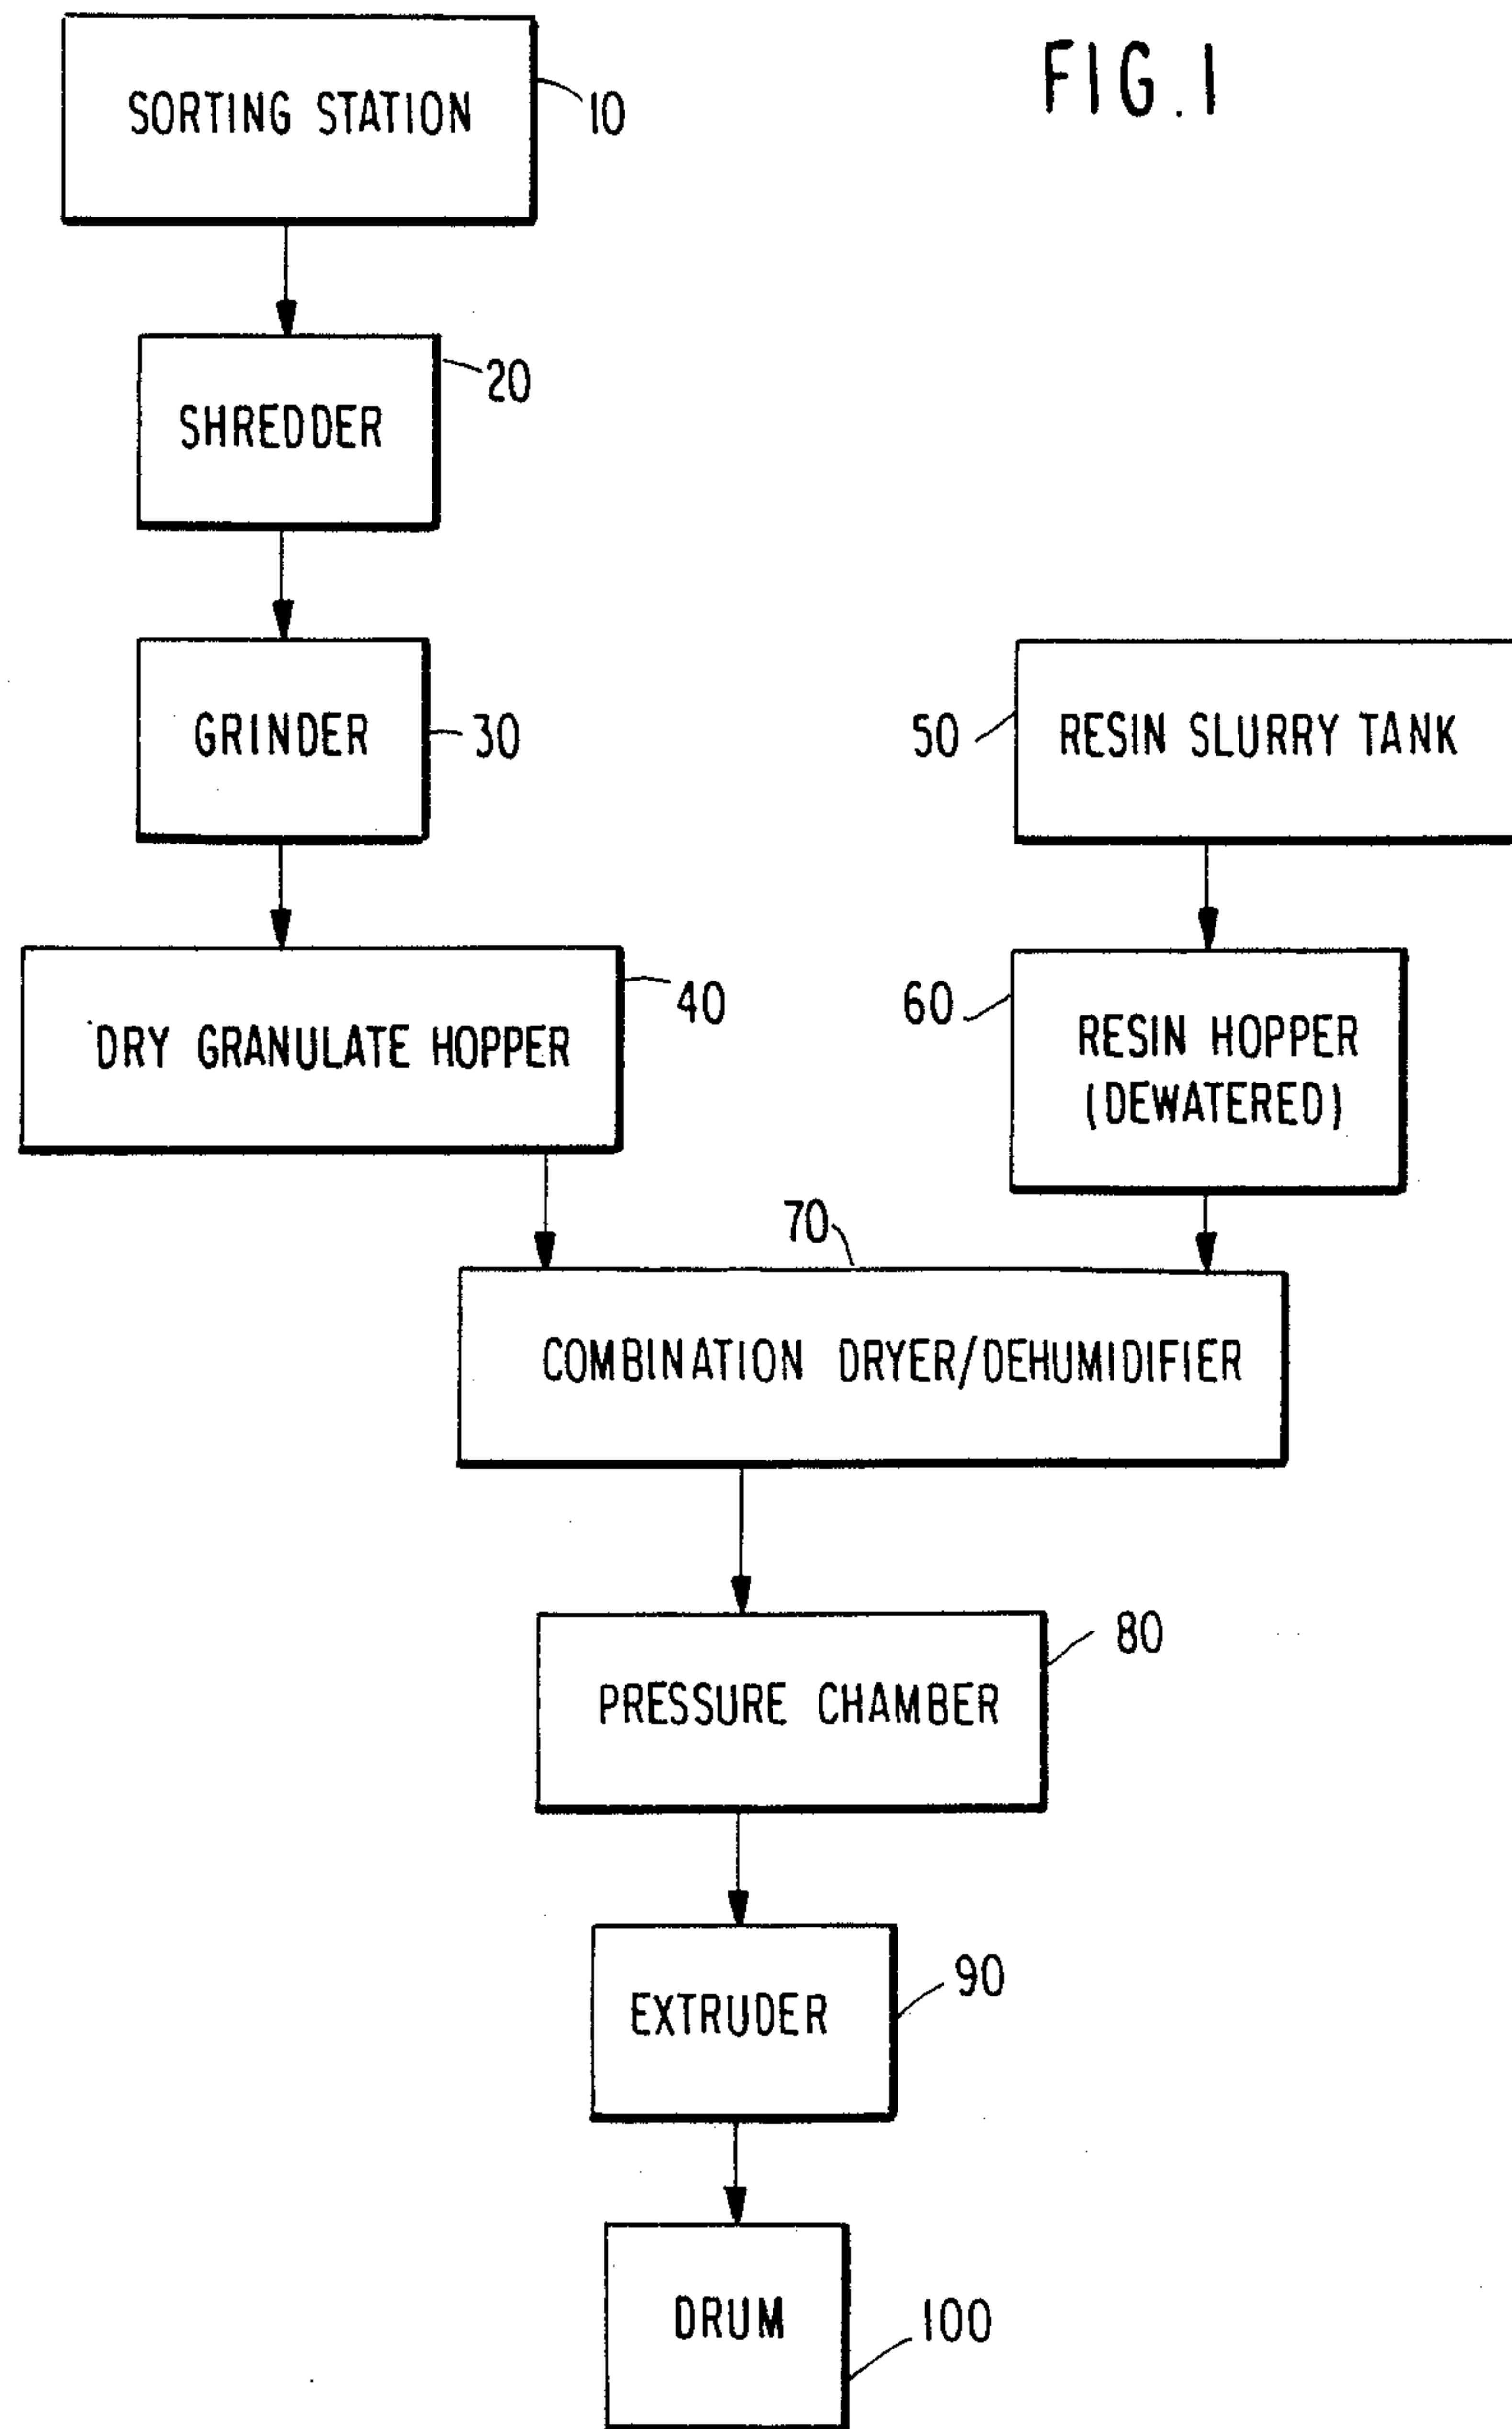 FIG. 1
SORTING STATION
10
SHREDDER
20
GRINDER
30
DRY GRANULATE HOPPER
40
50
RESIN SLURRY TANK
60
RESIN HOPPER
(DEWATERED)
70
COMBINATION DRYER/DEHUMIDIFIER
80
PRESSURE CHAMBER
EXTRUDER
90
DRUM
100